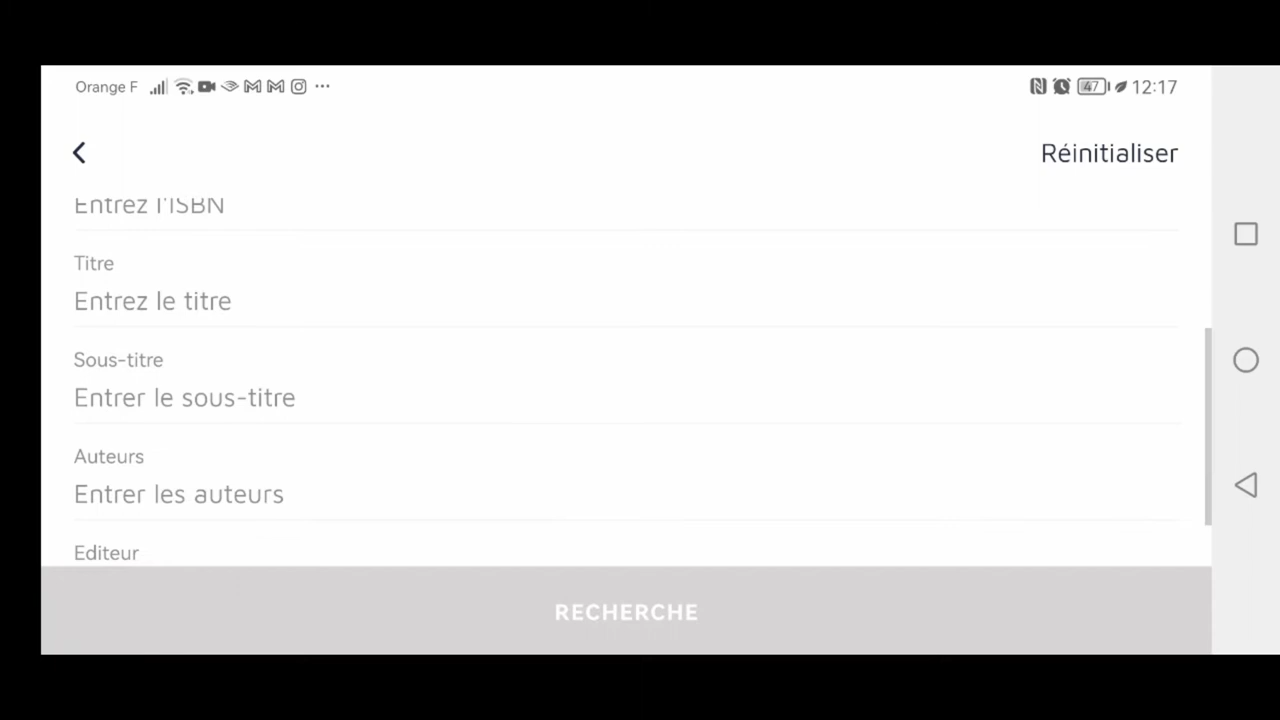 Orange F 47 12:17
Réinitialiser
Entrez l'ISBN
Titre
Entrez le titre
Sous-titre
Entrer le sous-titre
Auteurs
Entrer les auteurs
Editeur
RECHERCHE